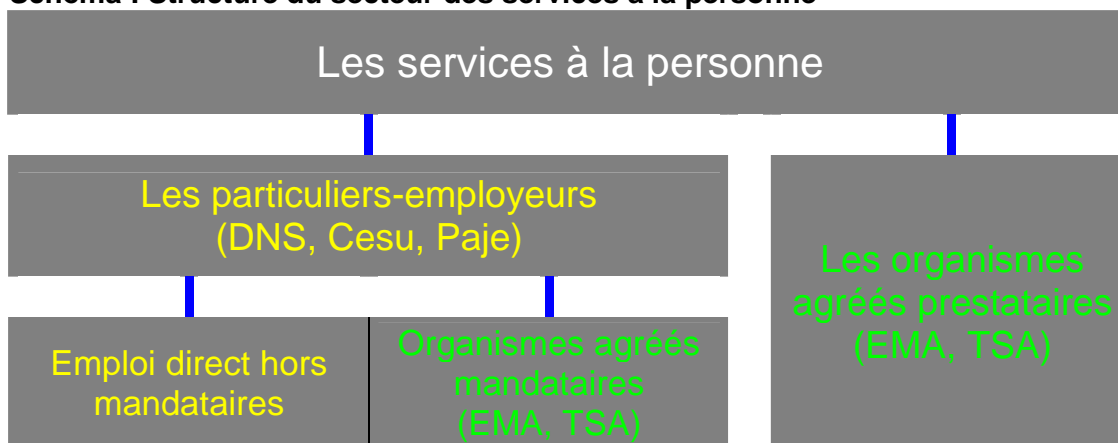 Schéma : Structure du secteur des services à la personne
Les services à la personne
Les particuliers-employeurs
(DNS, Cesu, Paje)
Emploi direct hors
mandataires
Organismes agréés
mandataires
(EMA, TSA)
Les organismes
agréés prestataires
(EMA, TSA)